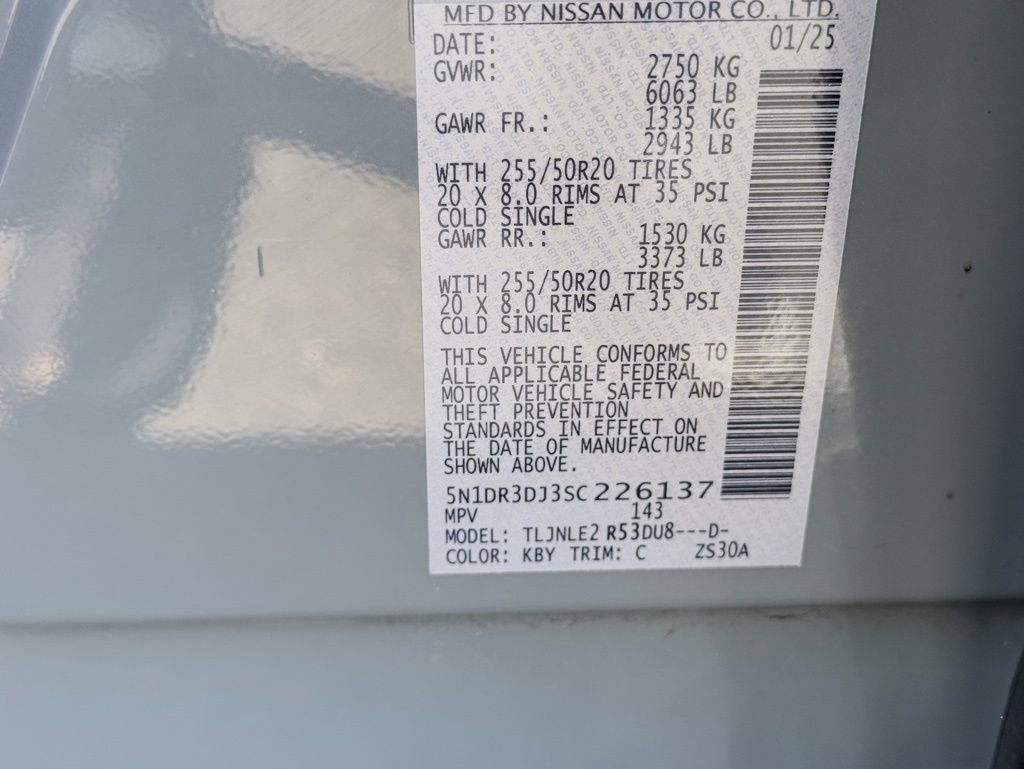 MFD BY NISSAN MOTOR CO., LTD.
DATE: 01/25
GVWR: 2750 KG
6063 LB
GAWR FR.: 1335 KG
2943 LB
WITH 255/50R20 TIRES
20 X 8.0 RIMS AT 35 PSI
COLD SINGLE
GAWR RR.: 1530 KG
3373 LB
WITH 255/50R20 TIRES
20 X 8.0 RIMS AT 35 PSI
COLD SINGLE
THIS VEHICLE CONFORMS TO
ALL APPLICABLE FEDERAL
MOTOR VEHICLE SAFETY AND
THEFT PREVENTION
STANDARDS IN EFFECT ON
THE DATE OF MANUFACTURE
SHOWN ABOVE.
5N1DR3DJ3SC226137
MPV 143
MODEL: TLJNLE2 R53DU8---D-
COLOR: KBY TRIM: C ZS30A